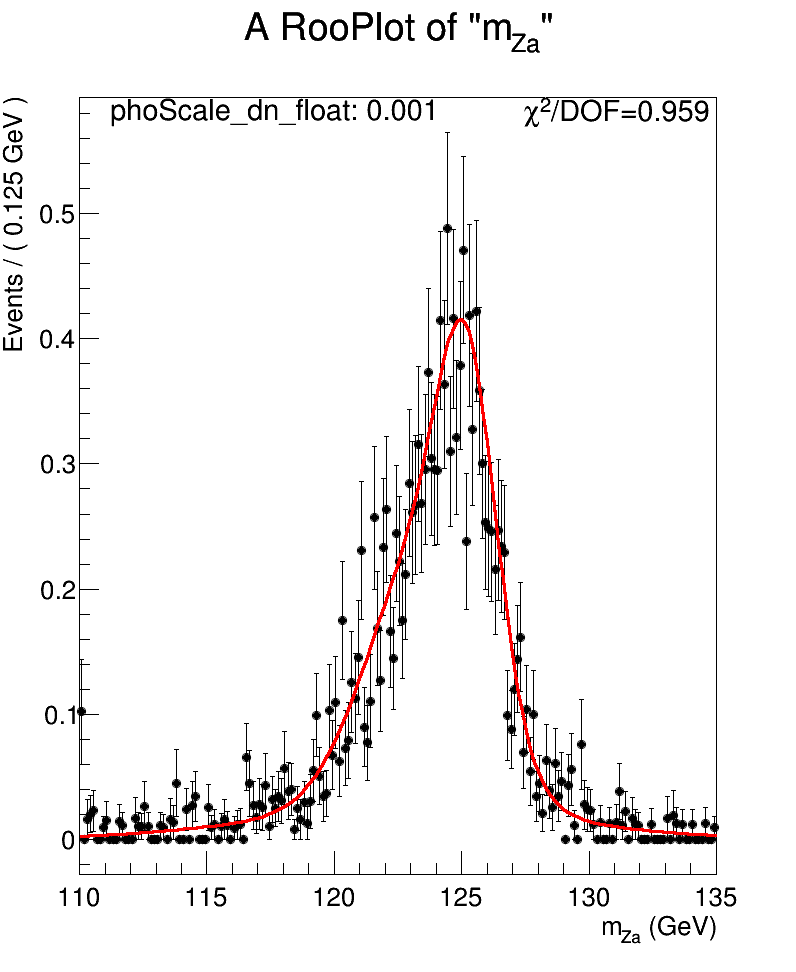 A RooPlot of "m_Za"
phoScale_dn_float: 0.001
χ²/DOF=0.959
Events / ( 0.125 GeV )
0.5
0.4
0.3
0.2
0.1
0
110 115 120 125 130 135
m_Za (GeV)